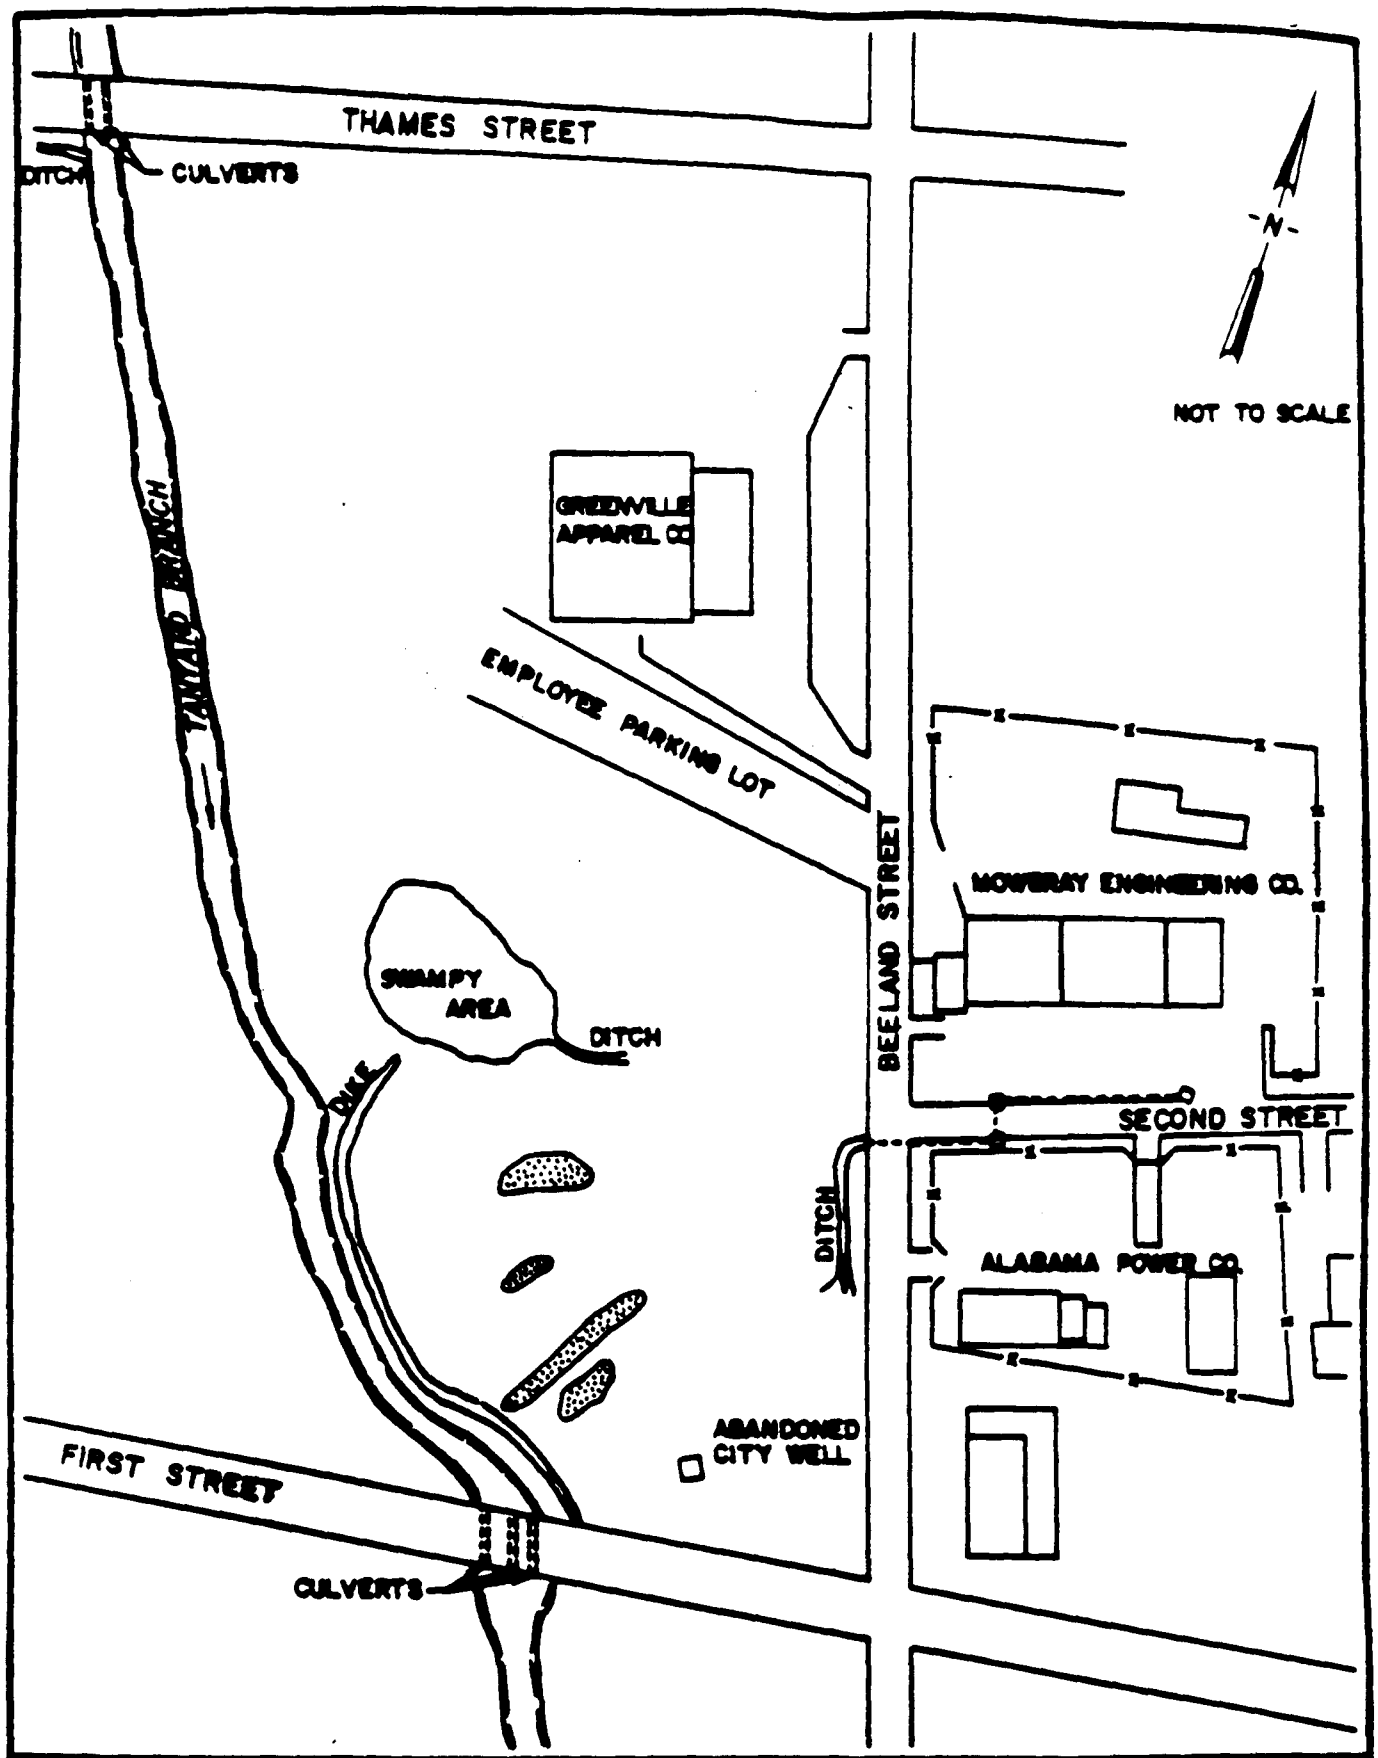 THAMES STREET
DITCH
CULVERTS
N
NOT TO SCALE
GREENVILLE
APPAREL CO
TANYARD BRANCH
EMPLOYEE PARKING LOT
MOWBRAY ENGINEERING CO.
BEELAND STREET
SWAMPY
AREA
DITCH
DIKE
SECOND STREET
DITCH
ALABAMA POWER CO.
ABANDONED
CITY WELL
FIRST STREET
CULVERTS